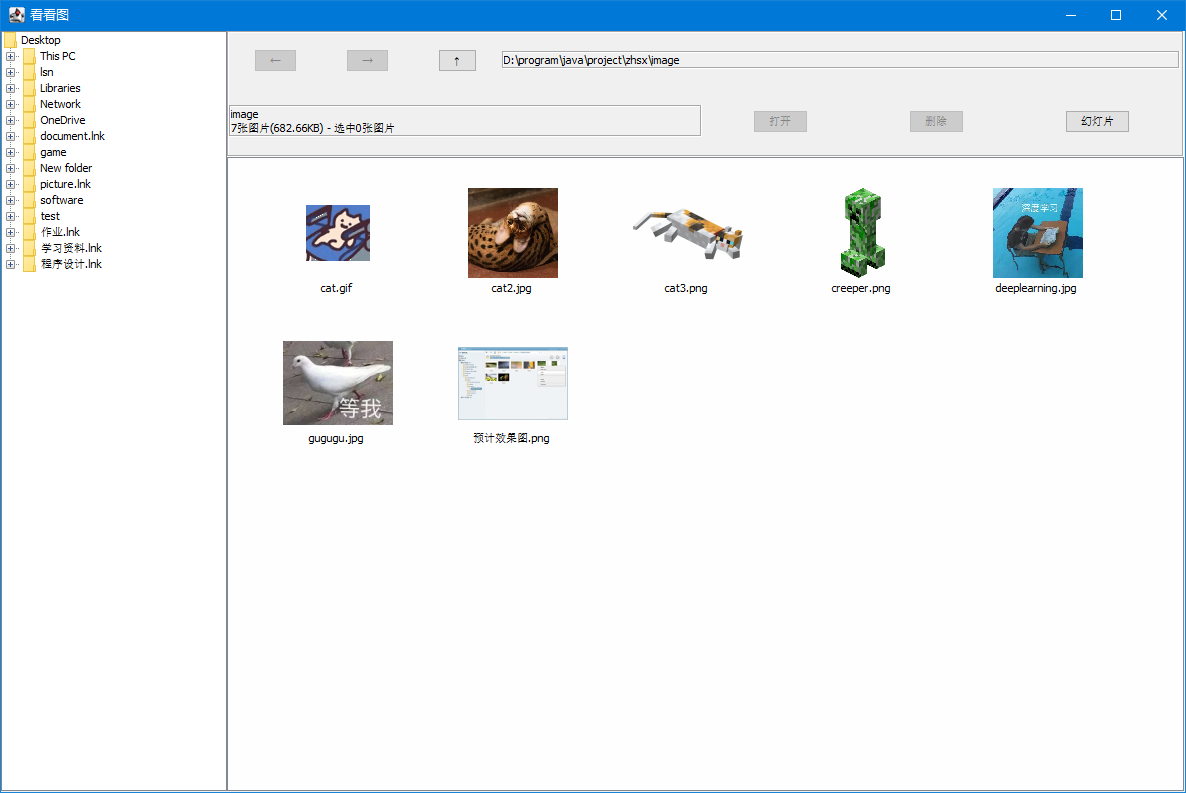 看看图
Desktop
This PC
lsn
Libraries
Network
OneDrive
document.lnk
game
New folder
picture.lnk
software
test
作业.lnk
学习资料.lnk
程序设计.lnk
← → ↑ D:\program\java\project\zhsx\image
image
7张图片(682.66KB) - 选中0张图片
打开 删除 幻灯片
深度学习
cat.gif cat2.jpg cat3.png creeper.png deeplearning.jpg
等我
gugugu.jpg 预计效果图.png